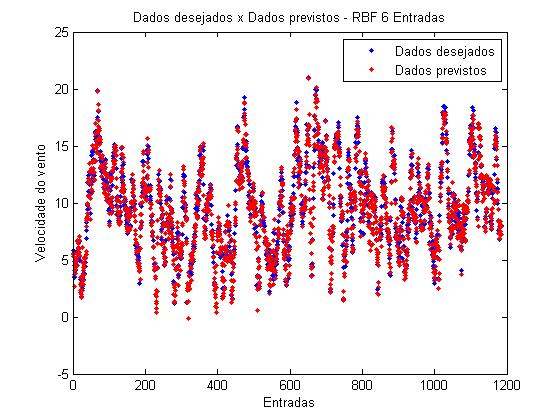 Dados desejados x Dados previstos - RBF 6 Entradas
25
Dados desejados
Dados previstos
20
15
10
5
0
-5
Velocidade do vento
0 200 400 600 800 1000 1200
Entradas